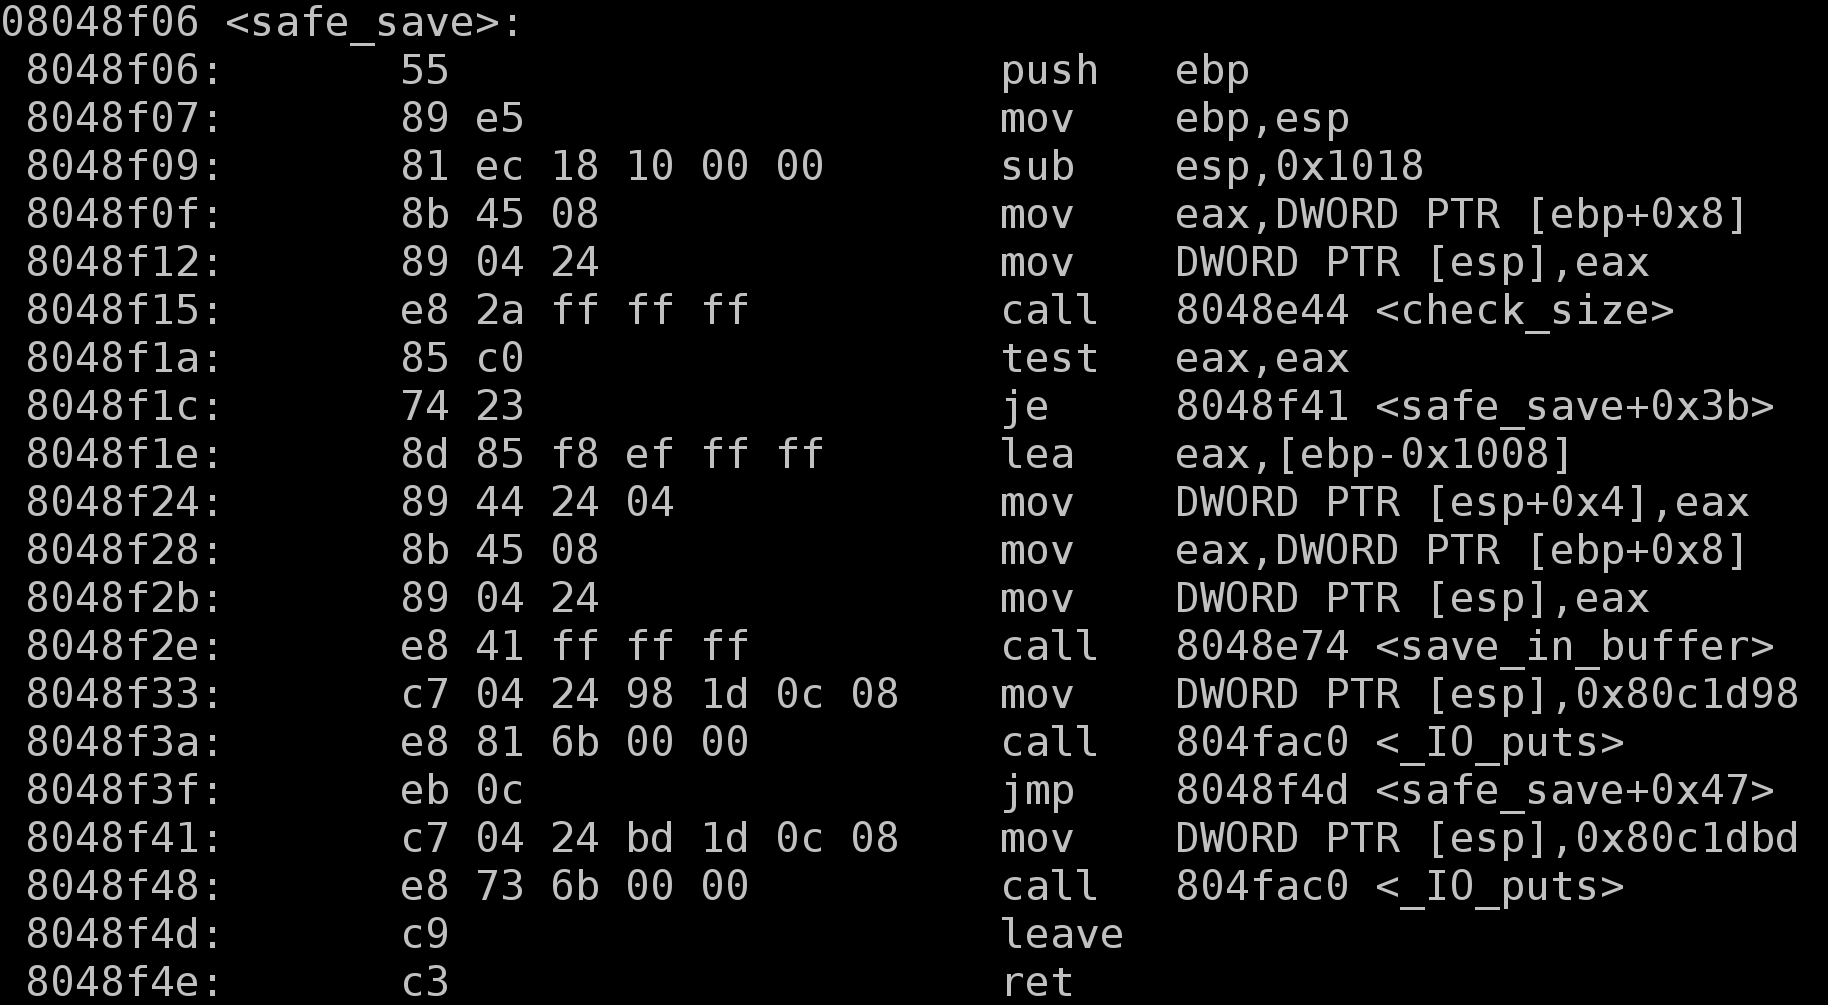 08048f06 <safe_save>:
 8048f06:	55	push   ebp
 8048f07:	89 e5	mov    ebp,esp
 8048f09:	81 ec 18 10 00 00	sub    esp,0x1018
 8048f0f:	8b 45 08	mov    eax,DWORD PTR [ebp+0x8]
 8048f12:	89 04 24	mov    DWORD PTR [esp],eax
 8048f15:	e8 2a ff ff ff	call   8048e44 <check_size>
 8048f1a:	85 c0	test   eax,eax
 8048f1c:	74 23	je     8048f41 <safe_save+0x3b>
 8048f1e:	8d 85 f8 ef ff ff	lea    eax,[ebp-0x1008]
 8048f24:	89 44 24 04	mov    DWORD PTR [esp+0x4],eax
 8048f28:	8b 45 08	mov    eax,DWORD PTR [ebp+0x8]
 8048f2b:	89 04 24	mov    DWORD PTR [esp],eax
 8048f2e:	e8 41 ff ff ff	call   8048e74 <save_in_buffer>
 8048f33:	c7 04 24 98 1d 0c 08	mov    DWORD PTR [esp],0x80c1d98
 8048f3a:	e8 81 6b 00 00	call   804fac0 <_IO_puts>
 8048f3f:	eb 0c	jmp    8048f4d <safe_save+0x47>
 8048f41:	c7 04 24 bd 1d 0c 08	mov    DWORD PTR [esp],0x80c1dbd
 8048f48:	e8 73 6b 00 00	call   804fac0 <_IO_puts>
 8048f4d:	c9	leave
 8048f4e:	c3	ret